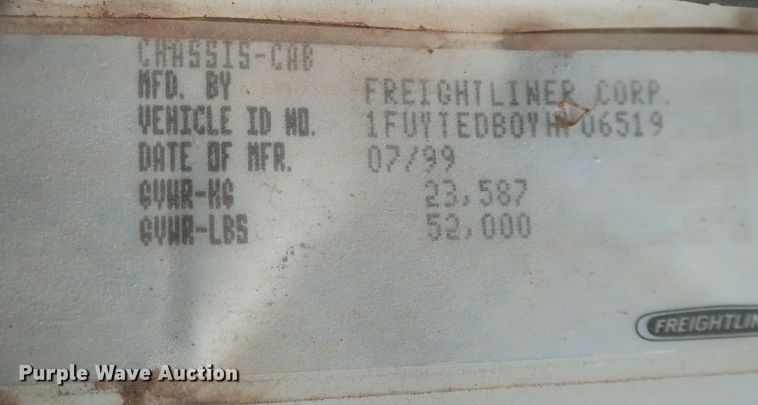 CHASSIS-CAB
MFD. BY FREIGHTLINER CORP.
VEHICLE ID NO. 1FUYTEDB0YHF06519
DATE OF MFR. 07/99
GVWR-KG 23,587
GVWR-LBS 52,000
FREIGHTLIN
Purple Wave Auction